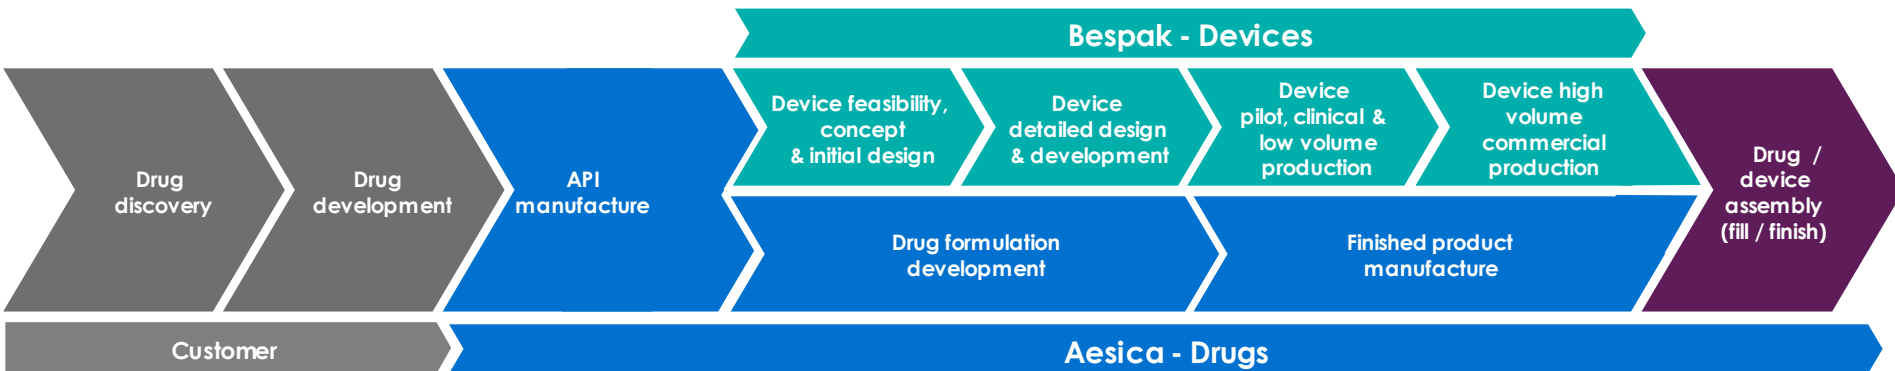 Bespak - Devices
Drug
discovery
Drug
development
API
manufacture
Device feasibility,
concept
& initial design
Device
detailed design
& development
Device
pilot, clinical &
low volume
production
Device high
volume
commercial
production
Drug formulation
development
Finished product
manufacture
Drug /
device
assembly
(fill / finish)
Customer
Aesica - Drugs